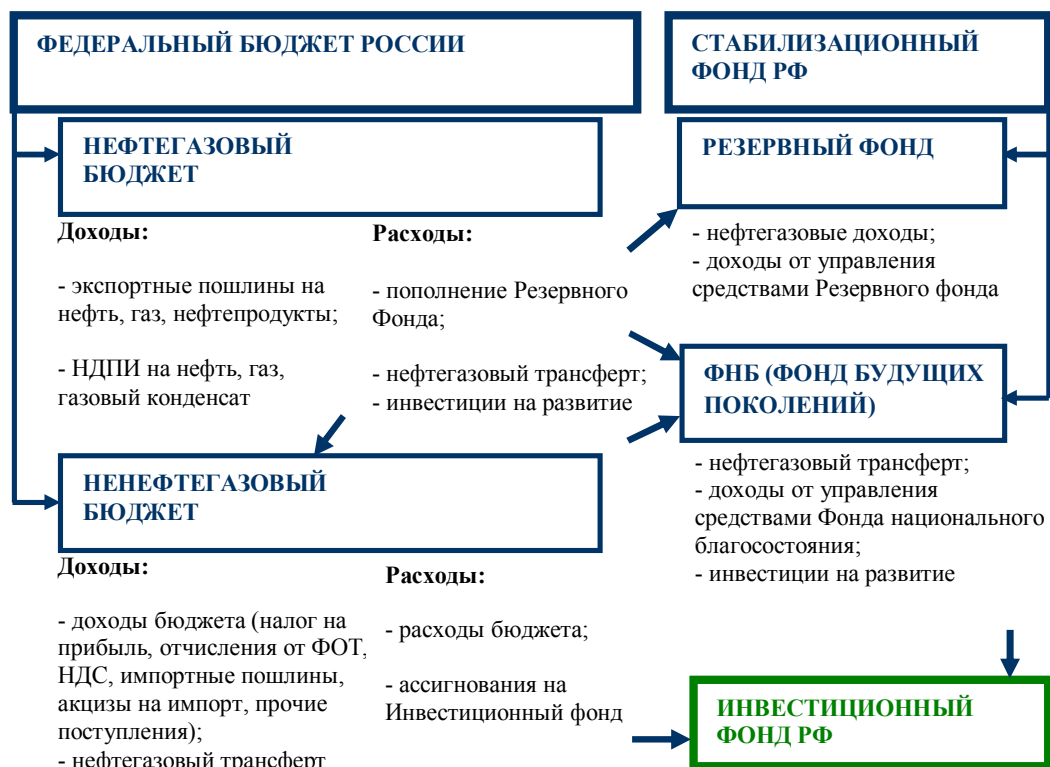 ФЕДЕРАЛЬНЫЙ БЮДЖЕТ РОССИИ
СТАБИЛИЗАЦИОННЫЙ
ФОНД РФ
НЕФТЕГАЗОВЫЙ
БЮДЖЕТ
РЕЗЕРВНЫЙ ФОНД
Доходы:
- экспортные пошлины на
нефть, газ, нефтепродукты;
- НДПИ на нефть, газ,
газовый конденсат
Расходы:
- пополнение Резервного
Фонда;
- нефтегазовый трансферт;
- инвестиции на развитие
- нефтегазовые доходы;
- доходы от управления
средствами Резервного фонда
ФНБ (ФОНД БУДУЩИХ
ПОКОЛЕНИЙ)
НЕНЕФТЕГАЗОВЫЙ
БЮДЖЕТ
- нефтегазовый трансферт;
- доходы от управления
средствами Фонда национального
благосостояния;
- инвестиции на развитие
Доходы:
- доходы бюджета (налог на
прибыль, отчисления от ФОТ,
НДС, импортные пошлины,
акцизы на импорт, прочие
поступления);
- нефтегазовый трансферт
Расходы:
- расходы бюджета;
- ассигнования на
Инвестиционный фонд
ИНВЕСТИЦИОННЫЙ
ФОНД РФ